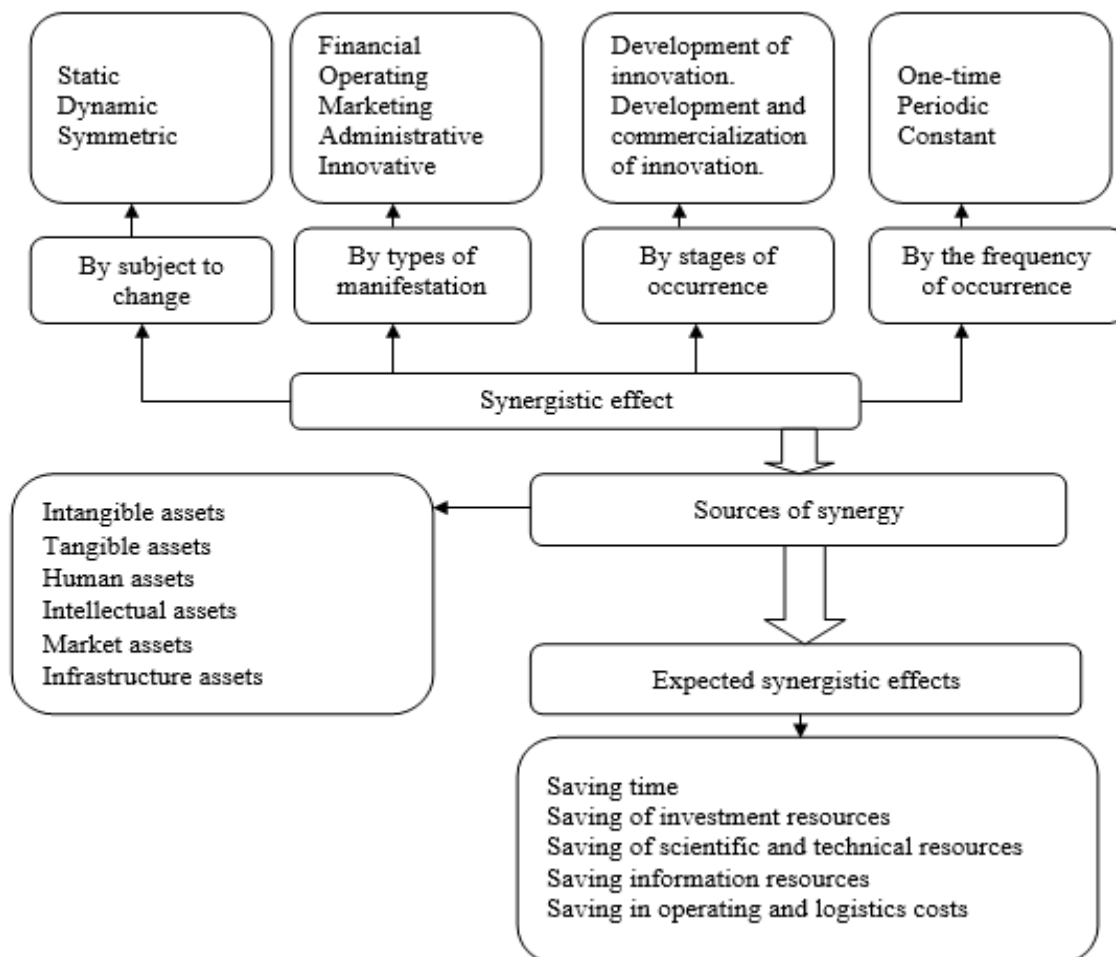 Static
Dynamic
Symmetric
Financial
Operating
Marketing
Administrative
Innovative
Development of
innovation.
Development and
commercialization
of innovation.
One-time
Periodic
Constant
By subject to
change
By types of
manifestation
By stages of
occurrence
By the frequency
of occurrence
Synergistic effect
Sources of synergy
Intangible assets
Tangible assets
Human assets
Intellectual assets
Market assets
Infrastructure assets
Expected synergistic effects
Saving time
Saving of investment resources
Saving of scientific and technical resources
Saving information resources
Saving in operating and logistics costs